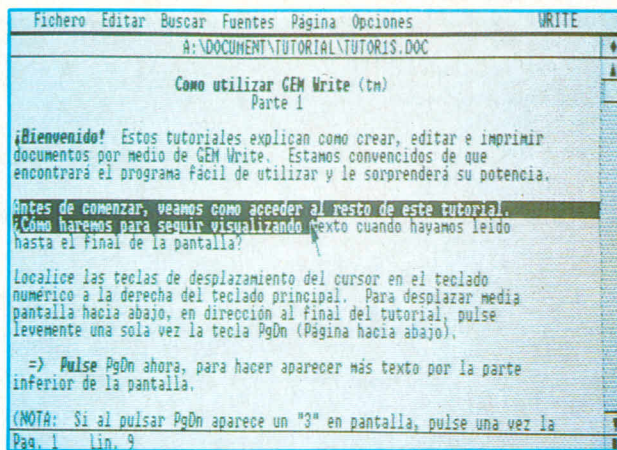 Fichero Editar Buscar Fuentes Página Opciones WRITE
A:\DOCUMENT\TUTORIAL\TUTOR1S.DOC
Como utilizar GEM Write (tm)
Parte 1
¡Bienvenido! Estos tutoriales explican como crear, editar e imprimir
documentos por medio de GEM Write. Estamos convencidos de que
encontrará el programa fácil de utilizar y le sorprenderá su potencia.
Antes de comenzar, veamos como acceder al resto de este tutorial.
¿Cómo haremos para seguir visualizando texto cuando hayamos leído
hasta el final de la pantalla?
Localice las teclas de desplazamiento del cursor en el teclado
numérico a la derecha del teclado principal. Para desplazar media
pantalla hacia abajo, en dirección al final del tutorial, pulse
levemente una sola vez la tecla PgDn (Página hacia abajo).
=> Pulse PgDn ahora, para hacer aparecer más texto por la parte
inferior de la pantalla.
(NOTA: Si al pulsar PgDn aparece un "3" en pantalla, pulse una vez la
Pag. 1 Lin. 9